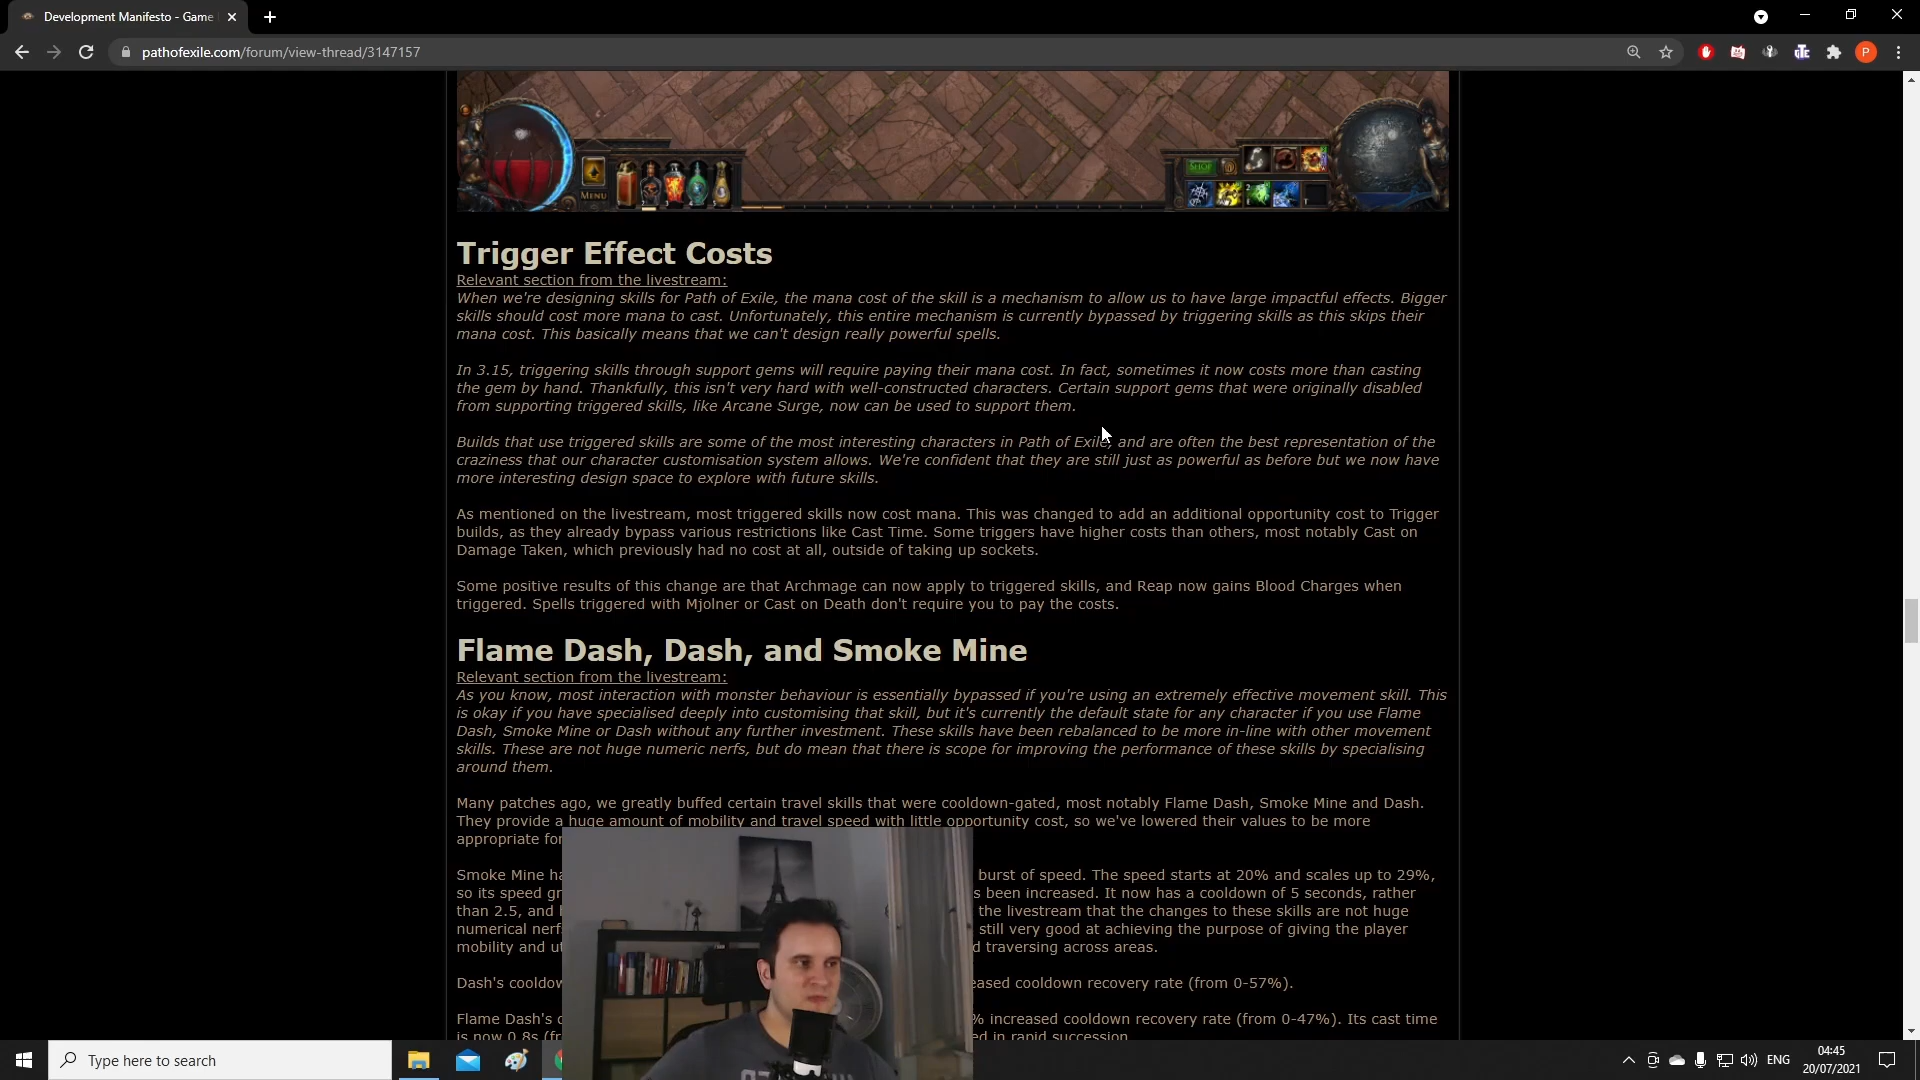 Development Manifesto - Game
pathofexile.com/forum/view-thread/3147157
P
MENU
SHOP
Trigger Effect Costs
Relevant section from the livestream:
When we're designing skills for Path of Exile, the mana cost of the skill is a mechanism to allow us to have large impactful effects. Bigger
skills should cost more mana to cast. Unfortunately, this entire mechanism is currently bypassed by triggering skills as this skips their
mana cost. This basically means that we can't design really powerful spells.
In 3.15, triggering skills through support gems will require paying their mana cost. In fact, sometimes it now costs more than casting
the gem by hand. Thankfully, this isn't very hard with well-constructed characters. Certain support gems that were originally disabled
from supporting triggered skills, like Arcane Surge, now can be used to support them.
Builds that use triggered skills are some of the most interesting characters in Path of Exile, and are often the best representation of the
craziness that our character customisation system allows. We're confident that they are still just as powerful as before but we now have
more interesting design space to explore with future skills.
As mentioned on the livestream, most triggered skills now cost mana. This was changed to add an additional opportunity cost to Trigger
builds, as they already bypass various restrictions like Cast Time. Some triggers have higher costs than others, most notably Cast on
Damage Taken, which previously had no cost at all, outside of taking up sockets.
Some positive results of this change are that Archmage can now apply to triggered skills, and Reap now gains Blood Charges when
triggered. Spells triggered with Mjolner or Cast on Death don't require you to pay the costs.
Flame Dash, Dash, and Smoke Mine
Relevant section from the livestream:
As you know, most interaction with monster behaviour is essentially bypassed if you're using an extremely effective movement skill. This
is okay if you have specialised deeply into customising that skill, but it's currently the default state for any character if you use Flame
Dash, Smoke Mine or Dash without any further investment. These skills have been rebalanced to be more in-line with other movement
skills. These are not huge numeric nerfs, but do mean that there is scope for improving the performance of these skills by specialising
around them.
Many patches ago, we greatly buffed certain travel skills that were cooldown-gated, most notably Flame Dash, Smoke Mine and Dash.
They provide a huge amount of mobility and travel speed with little opportunity cost, so we've lowered their values to be more
appropriate for
Smoke Mine ha burst of speed. The speed starts at 20% and scales up to 29%,
so its speed gr s been increased. It now has a cooldown of 5 seconds, rather
than 2.5, and the livestream that the changes to these skills are not huge
numerical nerf still very good at achieving the purpose of giving the player
mobility and ut d traversing across areas.
Dash's cooldow eased cooldown recovery rate (from 0-57%).
Flame Dash's c % increased cooldown recovery rate (from 0-47%). Its cast time
is now 0.8s (fr ed in rapid succession
Type here to search
ENG
04:45
20/07/2021